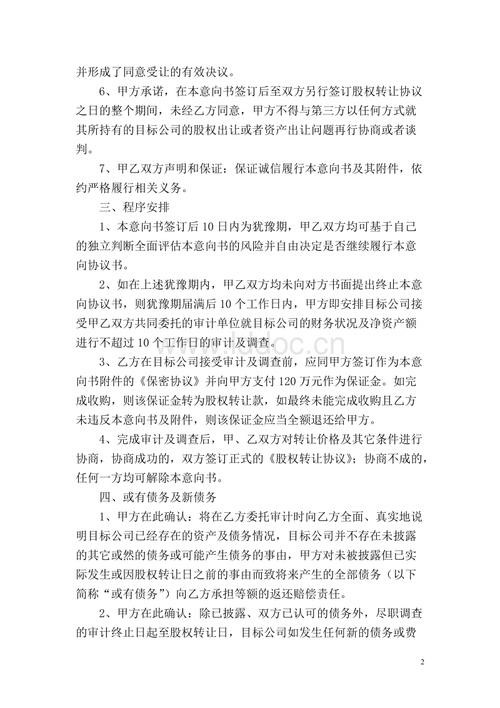 并形成了同意受让的有效决议。
6、甲方承诺，在本意向书签订后至双方另行签订股权转让协议
之日的整个期间，未经乙方同意，甲方不得与第三方以任何方式就
其所持有的目标公司的股权出让或者资产出让问题再行协商或者谈
判。
7、甲乙双方声明和保证：保证诚信履行本意向书及其附件，依
约严格履行相关义务。
三、程序安排
1、本意向书签订后 10 日内为犹豫期，甲乙双方均可基于自己
的独立判断全面评估本意向书的风险并自由决定是否继续履行本意
向协议书。
2、如在上述犹豫期内，甲乙双方均未向对方书面提出终止本意
向协议书，则犹豫期届满后 10 个工作日内，甲方即安排目标公司接
受甲乙双方共同委托的审计单位就目标公司的财务状况及净资产额
进行不超过 10 个工作日的审计及调查。
www.lddoc.cn
3、乙方在目标公司接受审计及调查前，应同甲方签订作为本意
向书附件的《保密协议》并向甲方支付 120 万元作为保证金。如完
成收购，则该保证金转为股权转让款，如最终未能完成收购且乙方
未违反本意向书及附件，则该保证金应当全额退还给甲方。
4、完成审计及调查后，甲、乙双方对转让价格及其它条件进行
协商，协商成功的，双方签订正式的《股权转让协议》；协商不成的，
任何一方均可解除本意向书。
四、或有债务及新债务
1、甲方在此确认：将在乙方委托审计时向乙方全面、真实地说
明目标公司已经存在的资产及债务情况，目标公司并不存在未披露
的其它或然的债务或可能产生债务的事由，甲方对未被披露但已实
际发生或因股权转让日之前的事由而致将来产生的全部债务（以下
简称“或有债务”）向乙方承担等额的返还赔偿责任。
2、甲方在此确认：除已披露、双方已认可的债务外，尽职调查
的审计终止日起至股权转让日，目标公司如发生任何新的债务或费
2